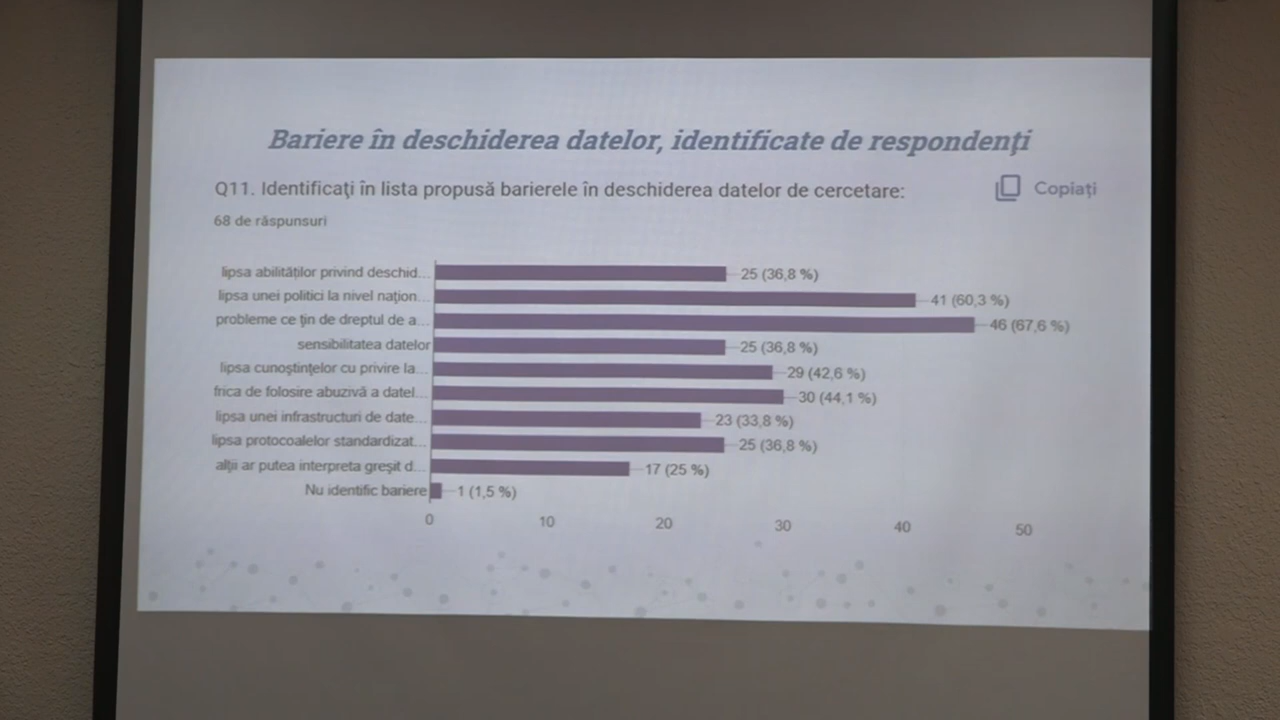 Bariere în deschiderea datelor, identificate de respondenţi
Q11. Identificaţi în lista propusă barierele în deschiderea datelor de cercetare:
Copiați
68 de răspunsuri
lipsa abilităților privind deschid... 25 (36,8 %)
lipsa unei politici la nivel naţion... 41 (60,3 %)
probleme ce ţin de dreptul de a... 46 (67,6 %)
sensibilitatea datelor 25 (36,8 %)
lipsa cunoştinţelor cu privire la... 29 (42,6 %)
frica de folosire abuzivă a datel... 30 (44,1 %)
lipsa unei infrastructuri de date... 23 (33,8 %)
lipsa protocoalelor standardizat... 25 (36,8 %)
alţii ar putea interpreta greşit d... 17 (25 %)
Nu identific bariere 1 (1,5 %)
0 10 20 30 40 50